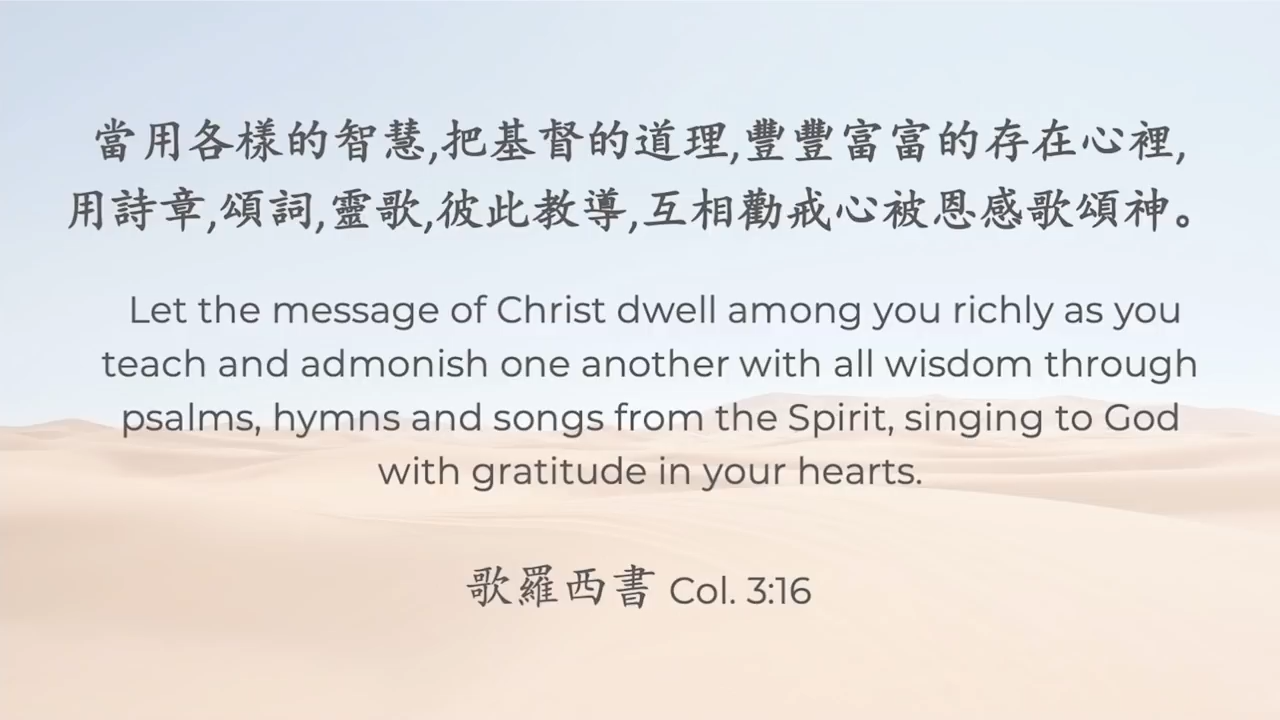 當用各樣的智慧,把基督的道理,豐豐富富的存在心裡,
用詩章,頌詞,靈歌,彼此教導,互相勸戒心被恩感歌頌神。
Let the message of Christ dwell among you richly as you
teach and admonish one another with all wisdom through
psalms, hymns and songs from the Spirit, singing to God
with gratitude in your hearts.
歌羅西書 Col. 3:16